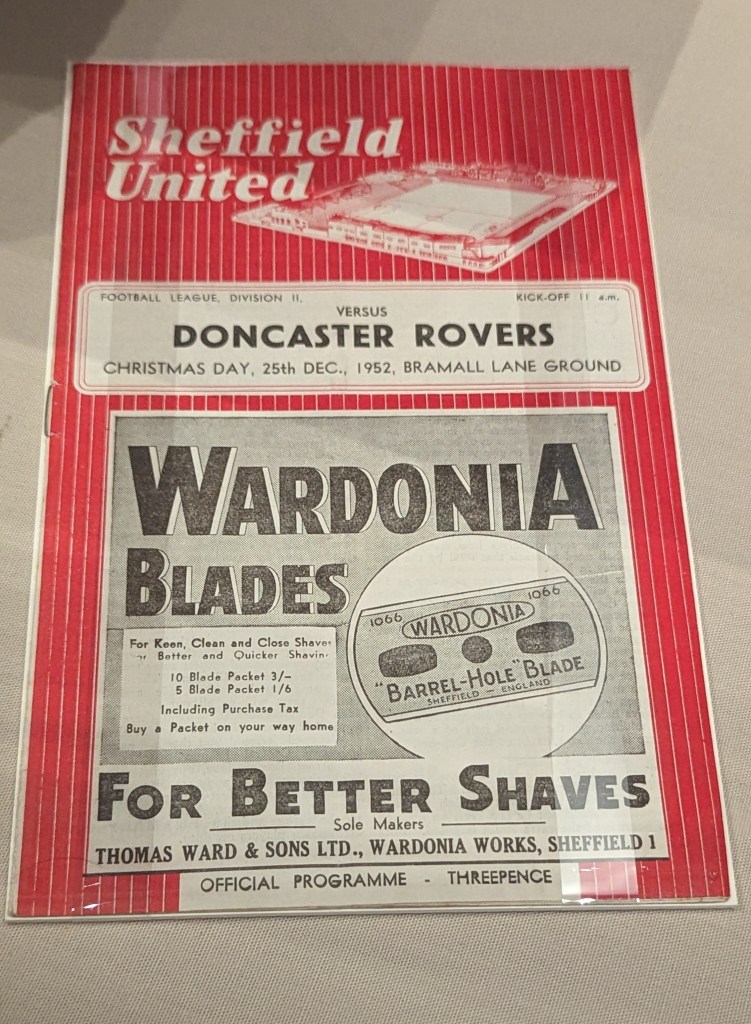 Sheffield
United
FOOTBALL LEAGUE, DIVISION II. KICK-OFF 11 a.m.
VERSUS
DONCASTER ROVERS
CHRISTMAS DAY, 25th DEC., 1952, BRAMALL LANE GROUND
WARDONIA
BLADES
1066 WARDONIA 1066
"BARREL-HOLE" BLADE
SHEFFIELD - ENGLAND
For Keen, Clean and Close Shaves
Better and Quicker Shavin
10 Blade Packet 3/–
5 Blade Packet 1/6
Including Purchase Tax
Buy a Packet on your way home
FOR BETTER SHAVES
Sole Makers
THOMAS WARD & SONS LTD., WARDONIA WORKS, SHEFFIELD 1
OFFICIAL PROGRAMME - THREEPENCE